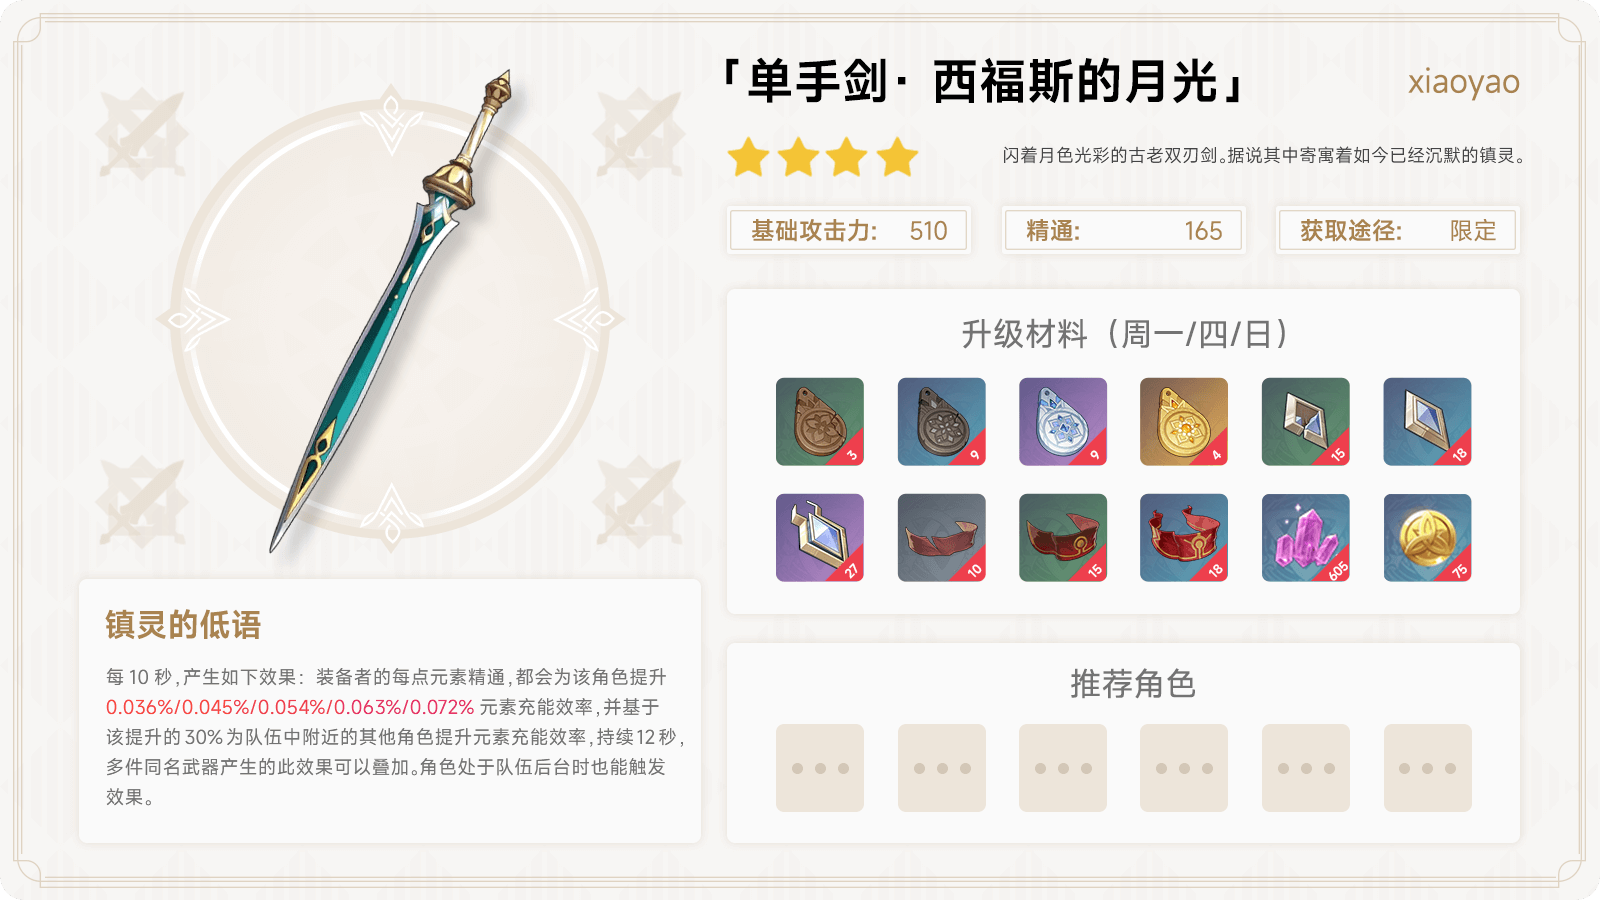 「单手剑· 西福斯的月光」
xiaoyao
闪着月色光彩的古老双刃剑。据说其中寄寓着如今已经沉默的镇灵。
基础攻击力: 510
精通: 165
获取途径: 限定
升级材料（周一/四/日）
3
9
9
4
15
18
27
10
15
18
605
75
镇灵的低语
每 10 秒,产生如下效果：装备者的每点元素精通,都会为该角色提升
0.036%/0.045%/0.054%/0.063%/0.072% 元素充能效率,并基于
该提升的 30% 为队伍中附近的其他角色提升元素充能效率,持续 12 秒,
多件同名武器产生的此效果可以叠加。角色处于队伍后台时也能触发
效果。
推荐角色